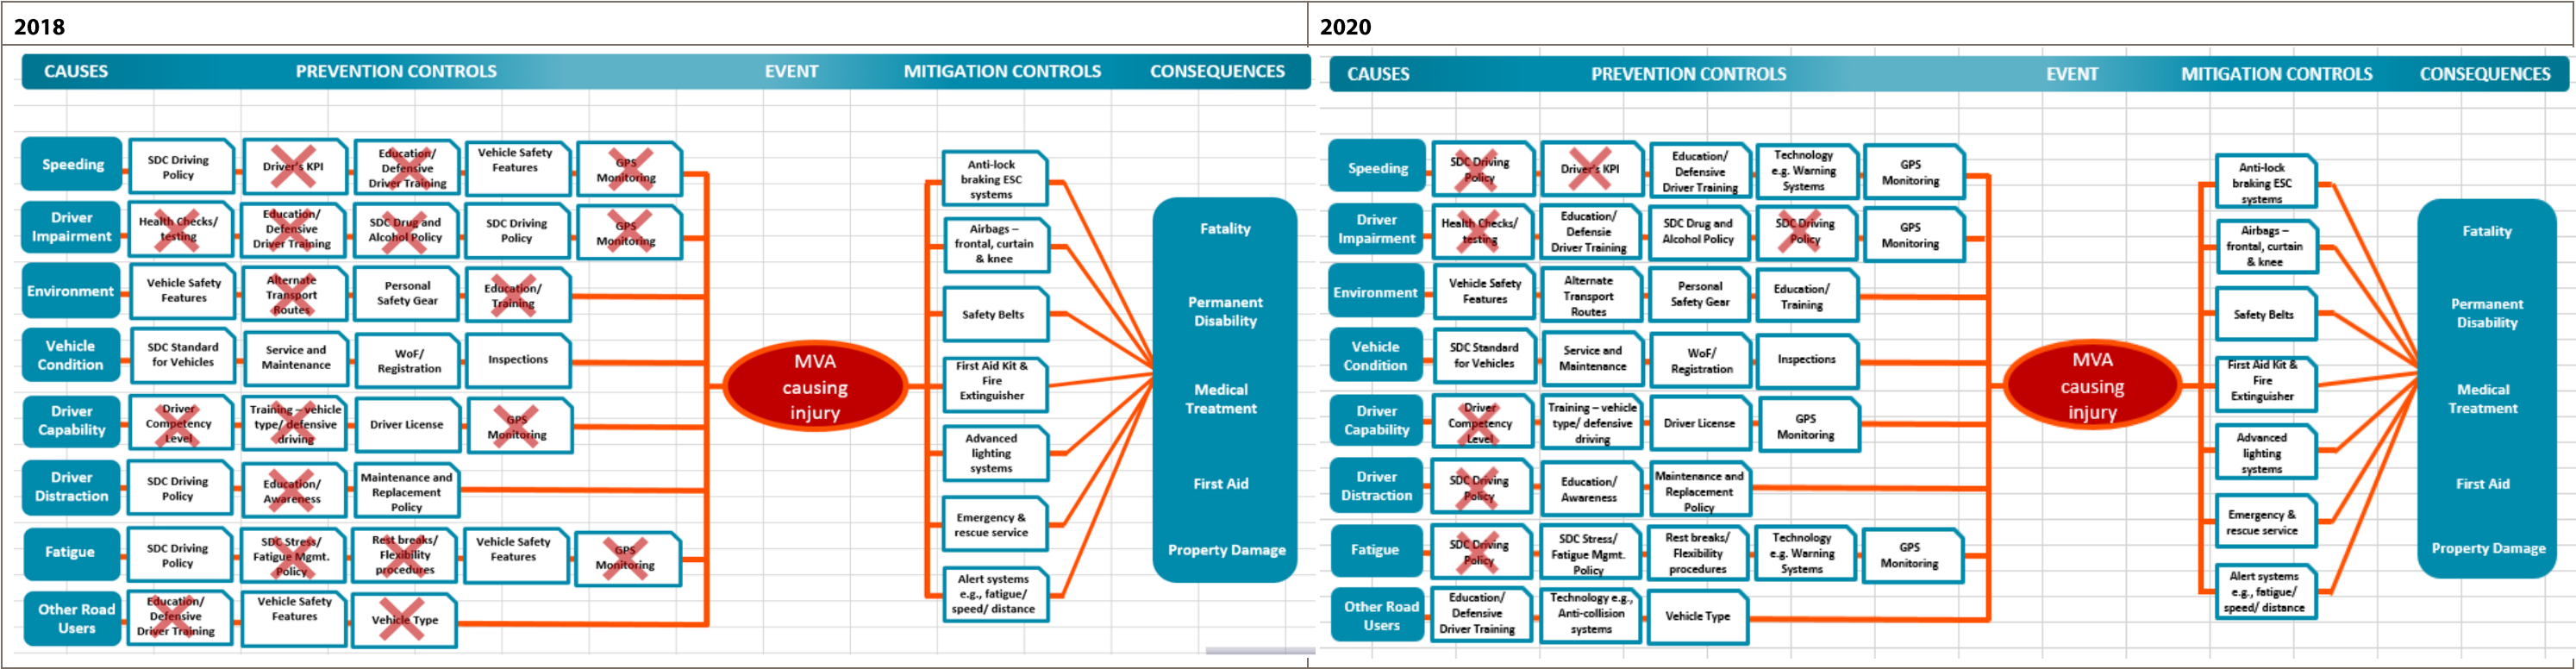 2018
CAUSES PREVENTION CONTROLS EVENT MITIGATION CONTROLS CONSEQUENCES
Speeding
SDC Driving
Policy
Driver's KPI
Education/
Defensive
Driver Training
Vehicle Safety
Features
GPS
Monitoring
Driver
Impairment
Health Checks/
testing
Education/
Defensive
Driver Training
SDC Drug and
Alcohol Policy
SDC Driving
Policy
GPS
Monitoring
Environment
Vehicle Safety
Features
Alternate
Transport
Routes
Personal
Safety Gear
Education/
Training
Vehicle
Condition
SDC Standard
for Vehicles
Service and
Maintenance
WoF/
Registration
Inspections
Driver
Capability
Driver
Competency
Level
Training – vehicle
type/ defensive
driving
Driver License
GPS
Monitoring
Driver
Distraction
SDC Driving
Policy
Education/
Awareness
Maintenance and
Replacement
Policy
Fatigue
SDC Driving
Policy
SDC Stress/
Fatigue Mgmt.
Policy
Rest breaks/
Flexibility
procedures
Vehicle Safety
Features
GPS
Monitoring
Other Road
Users
Education/
Defensive
Driver Training
Vehicle Safety
Features
Vehicle Type
MVA
causing
injury
Anti-lock
braking ESC
systems
Airbags –
frontal, curtain
& knee
Safety Belts
First Aid Kit &
Fire
Extinguisher
Advanced
lighting
systems
Emergency &
rescue service
Alert systems
e.g., fatigue/
speed/ distance
Fatality
Permanent
Disability
Medical
Treatment
First Aid
Property Damage
2020
CAUSES PREVENTION CONTROLS EVENT MITIGATION CONTROLS CONSEQUENCES
Speeding
SDC Driving
Policy
Driver's KPI
Education/
Defensive
Driver Training
Technology
e.g. Warning
Systems
GPS
Monitoring
Driver
Impairment
Health Checks/
testing
Education/
Defensie
Driver Training
SDC Drug and
Alcohol Policy
SDC Driving
Policy
GPS
Monitoring
Environment
Vehicle Safety
Features
Alternate
Transport
Routes
Personal
Safety Gear
Education/
Training
Vehicle
Condition
SDC Standard
for Vehicles
Service and
Maintenance
WoF/
Registration
Inspections
Driver
Capability
Driver
Competency
Level
Training – vehicle
type/ defensive
driving
Driver License
GPS
Monitoring
Driver
Distraction
SDC Driving
Policy
Education/
Awareness
Maintenance and
Replacement
Policy
Fatigue
SDC Driving
Policy
SDC Stress/
Fatigue Mgmt.
Policy
Rest breaks/
Flexibility
procedures
Technology
e.g. Warning
Systems
GPS
Monitoring
Other Road
Users
Education/
Defensive
Driver Training
Technology e.g.,
Anti-collision
systems
Vehicle Type
MVA
causing
injury
Anti-lock
braking ESC
systems
Airbags –
frontal, curtain
& knee
Safety Belts
First Aid Kit &
Fire
Extinguisher
Advanced
lighting
systems
Emergency &
rescue service
Alert systems
e.g., fatigue/
speed/ distance
Fatality
Permanent
Disability
Medical
Treatment
First Aid
Property Damage